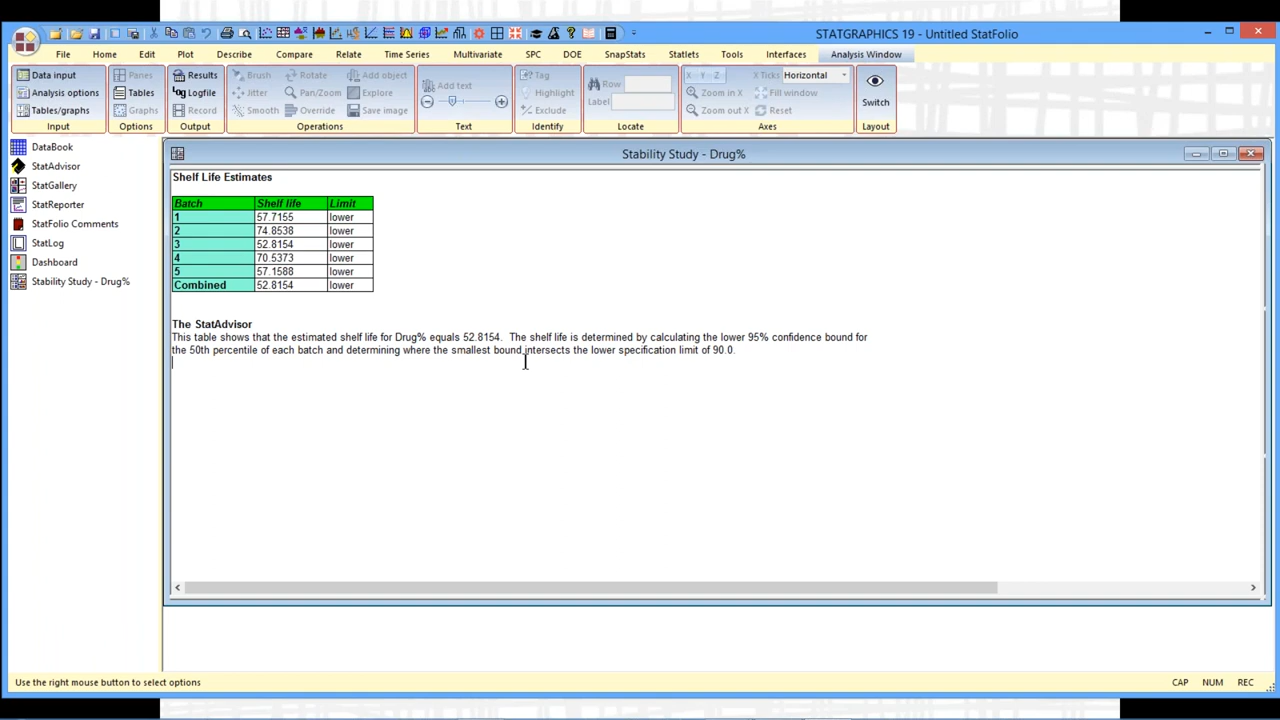 STATGRAPHICS 19 - Untitled StatFolio
File Home Edit Plot Describe Compare Relate Time Series Multivariate SPC DOE SnapStats Statlets Tools Interfaces Analysis Window
Data input Panes Results Brush Rotate Add object Add text Tag Row X - Y - Z X Ticks Horizontal
Analysis options Tables Logfile Jitter Pan/Zoom Explore Highlight Label Zoom in X Fill window Switch
Tables/graphs Graphs Record Smooth Override Save image Exclude Zoom out X Reset
Input Options Output Operations Text Identify Locate Axes Layout
DataBook
StatAdvisor
StatGallery
StatReporter
StatFolio Comments
StatLog
Dashboard
Stability Study - Drug%
Stability Study - Drug%
Shelf Life Estimates
Batch Shelf life Limit
1 57.7155 lower
2 74.8538 lower
3 52.8154 lower
4 70.5373 lower
5 57.1588 lower
Combined 52.8154 lower
The StatAdvisor
This table shows that the estimated shelf life for Drug% equals 52.8154. The shelf life is determined by calculating the lower 95% confidence bound for
the 50th percentile of each batch and determining where the smallest bound intersects the lower specification limit of 90.0.
Use the right mouse button to select options CAP NUM REC